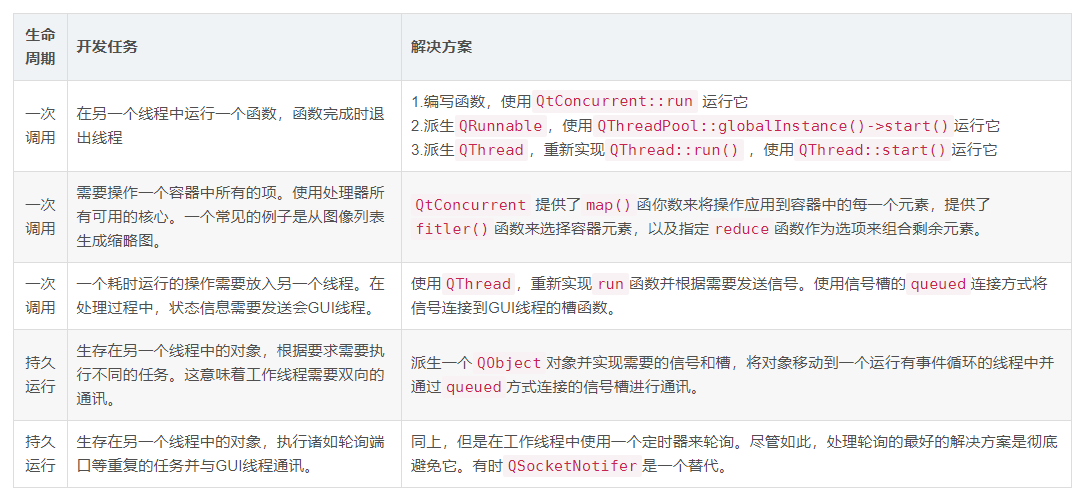 生命
周期
开发任务
解决方案
一次
调用
在另一个线程中运行一个函数，函数完成时退
出线程
1.编写函数，使用 QtConcurrent::run 运行它
2.派生 QRunnable ，使用 QThreadPool::globalInstance()->start() 运行它
3.派生 QThread ，重新实现 QThread::run() ，使用 QThread::start() 运行它
一次
调用
需要操作一个容器中所有的项。使用处理器所
有可用的核心。一个常见的例子是从图像列表
生成缩略图。
QtConcurrent 提供了 map() 函你数来将操作应用到容器中的每一个元素，提供了
fitler() 函数来选择容器元素，以及指定 reduce 函数作为选项来组合剩余元素。
一次
调用
一个耗时运行的操作需要放入另一个线程。在
处理过程中，状态信息需要发送会GUI线程。
使用 QThread ，重新实现 run 函数并根据需要发送信号。使用信号槽的 queued 连接方式将
信号连接到GUI线程的槽函数。
持久
运行
生存在另一个线程中的对象，根据要求需要执
行不同的任务。这意味着工作线程需要双向的
通讯。
派生一个 QObject 对象并实现需要的信号和槽，将对象移动到一个运行有事件循环的线程中并
通过 queued 方式连接的信号槽进行通讯。
持久
运行
生存在另一个线程中的对象，执行诸如轮询端
口等重复的任务并与GUI线程通讯。
同上，但是在工作线程中使用一个定时器来轮询。尽管如此，处理轮询的最好的解决方案是彻底
避免它。有时 QSocketNotifer 是一个替代。